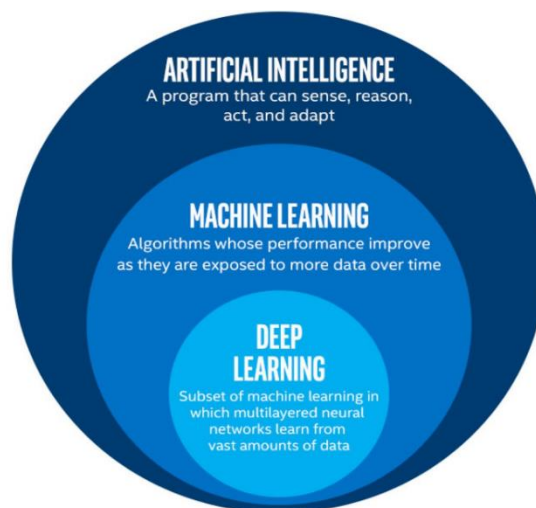 ARTIFICIAL INTELLIGENCE
A program that can sense, reason,
act, and adapt
MACHINE LEARNING
Algorithms whose performance improve
as they are exposed to more data over time
DEEP
LEARNING
Subset of machine learning in
which multilayered neural
networks learn from
vast amounts of data